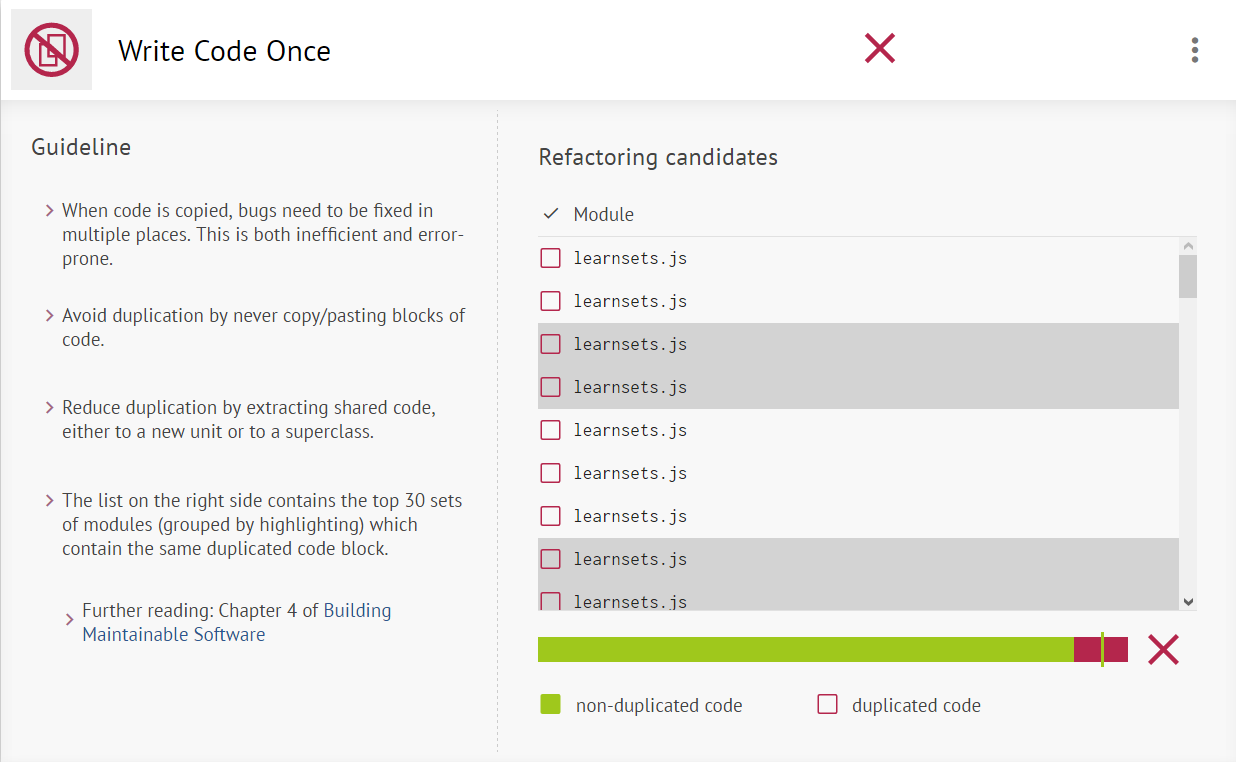 Write Code Once
Guideline
When code is copied, bugs need to be fixed in
multiple places. This is both inefficient and error-
prone.
Avoid duplication by never copy/pasting blocks of
code.
Reduce duplication by extracting shared code,
either to a new unit or to a superclass.
The list on the right side contains the top 30 sets
of modules (grouped by highlighting) which
contain the same duplicated code block.
Further reading: Chapter 4 of Building
Maintainable Software
Refactoring candidates
Module
learnsets.js
learnsets.js
learnsets.js
learnsets.js
learnsets.js
learnsets.js
learnsets.js
learnsets.js
learnsets.js
non-duplicated code
duplicated code